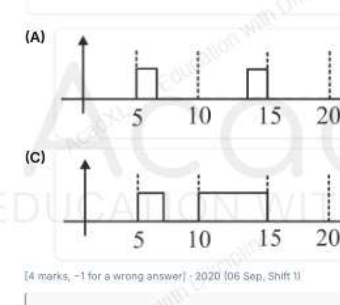 (A)
5 10 15 20
(C)
5 10 15 20
[4 marks, −1 for a wrong answer] · 2020 (06 Sep, Shift 1)